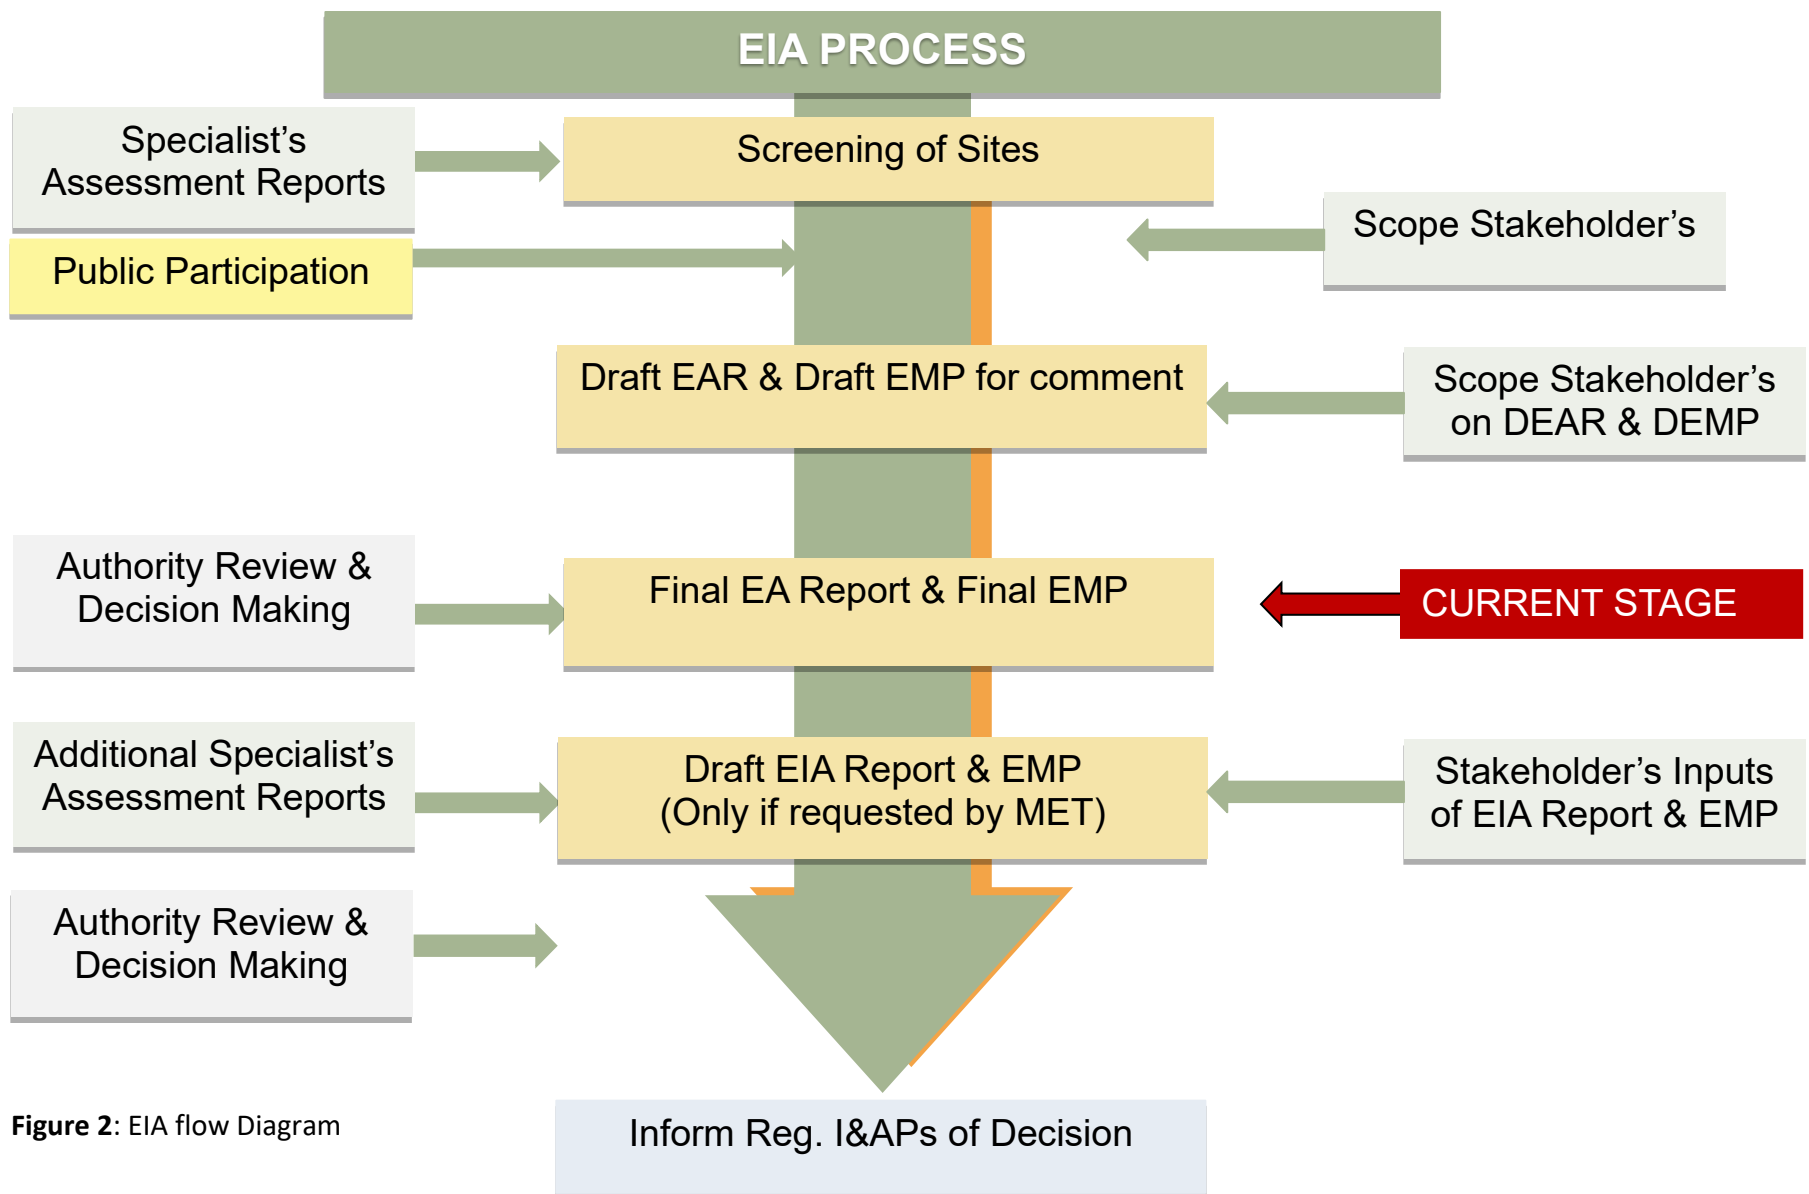 EIA PROCESS
Specialist’s
Assessment Reports
Screening of Sites
Scope Stakeholder’s
Public Participation
Draft EAR & Draft EMP for comment
Scope Stakeholder’s
on DEAR & DEMP
Authority Review &
Decision Making
Final EA Report & Final EMP
CURRENT STAGE
Additional Specialist’s
Assessment Reports
Draft EIA Report & EMP
(Only if requested by MET)
Stakeholder’s Inputs
of EIA Report & EMP
Authority Review &
Decision Making
Figure 2: EIA flow Diagram
Inform Reg. I&APs of Decision